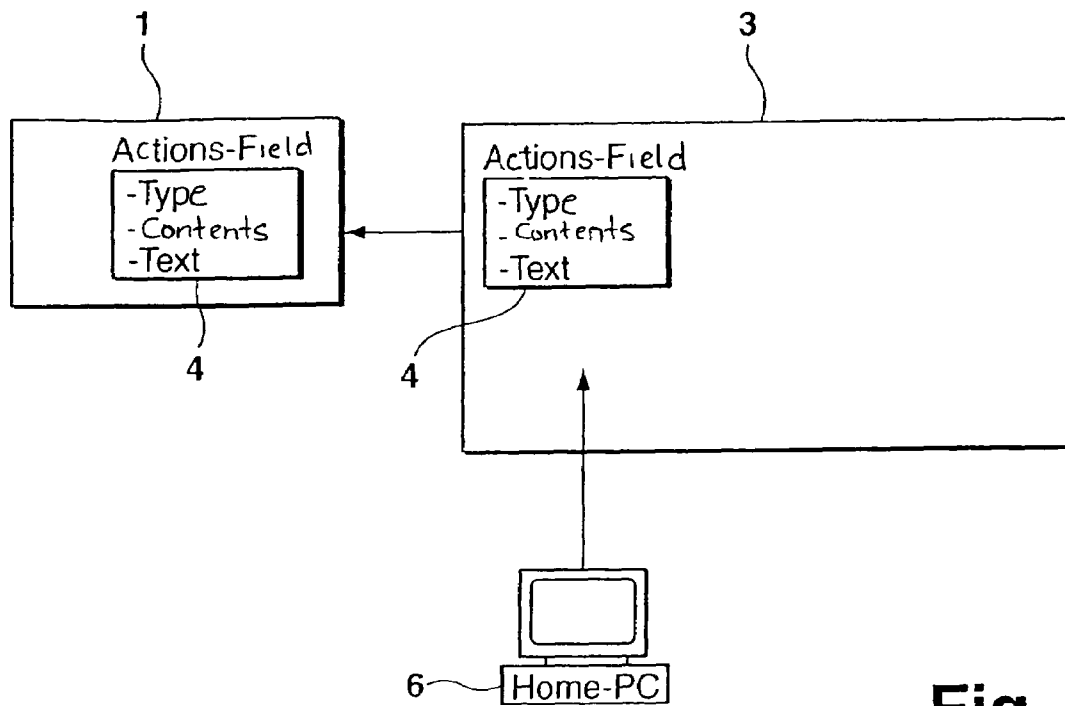 1 3
Actions-Field
-Type
-Contents
-Text
4
Actions-Field
-Type
-Contents
-Text
4
6 Home-PC
Fig